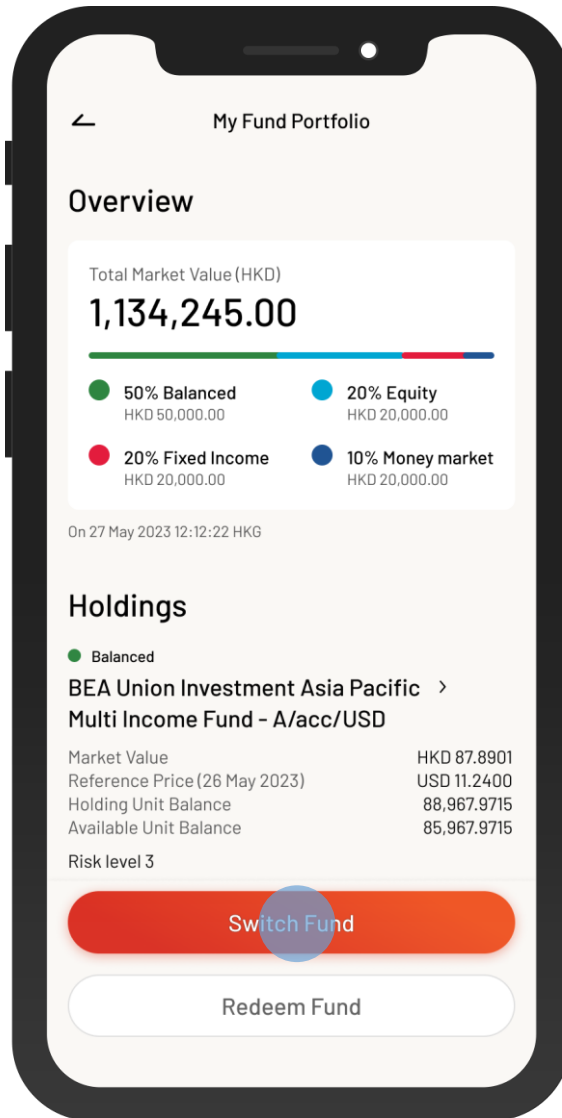 My Fund Portfolio
Overview
Total Market Value (HKD)
1,134,245.00
50% Balanced
HKD 50,000.00
20% Equity
HKD 20,000.00
20% Fixed Income
HKD 20,000.00
10% Money market
HKD 20,000.00
On 27 May 2023 12:12:22 HKG
Holdings
Balanced
BEA Union Investment Asia Pacific >
Multi Income Fund - A/acc/USD
Market Value HKD 87.8901
Reference Price (26 May 2023) USD 11.2400
Holding Unit Balance 88,967.9715
Available Unit Balance 85,967.9715
Risk level 3
Switch Fund
Redeem Fund